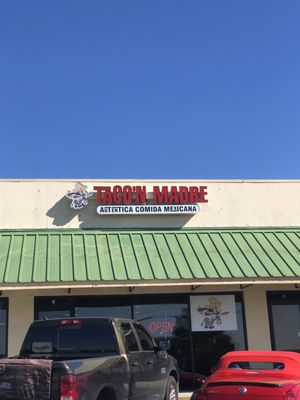 TACO'N MADRE
AUTENTICA COMIDA MEXICANA
OPEN